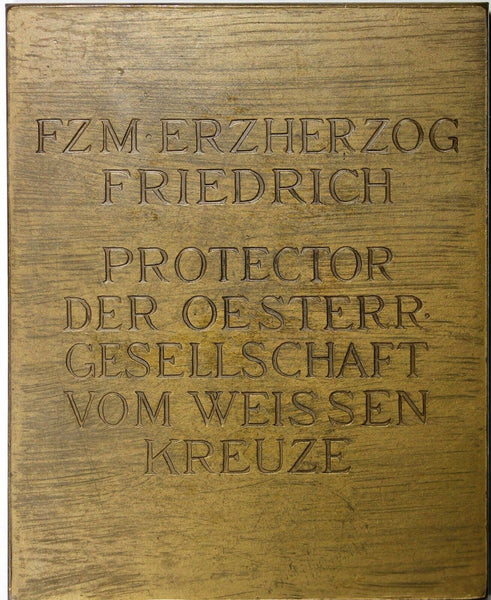 FZM·ERZHERZOG
FRIEDRICH
PROTECTOR
DER OESTERR·
GESELLSCHAFT
VOM WEISSEN
KREUZE